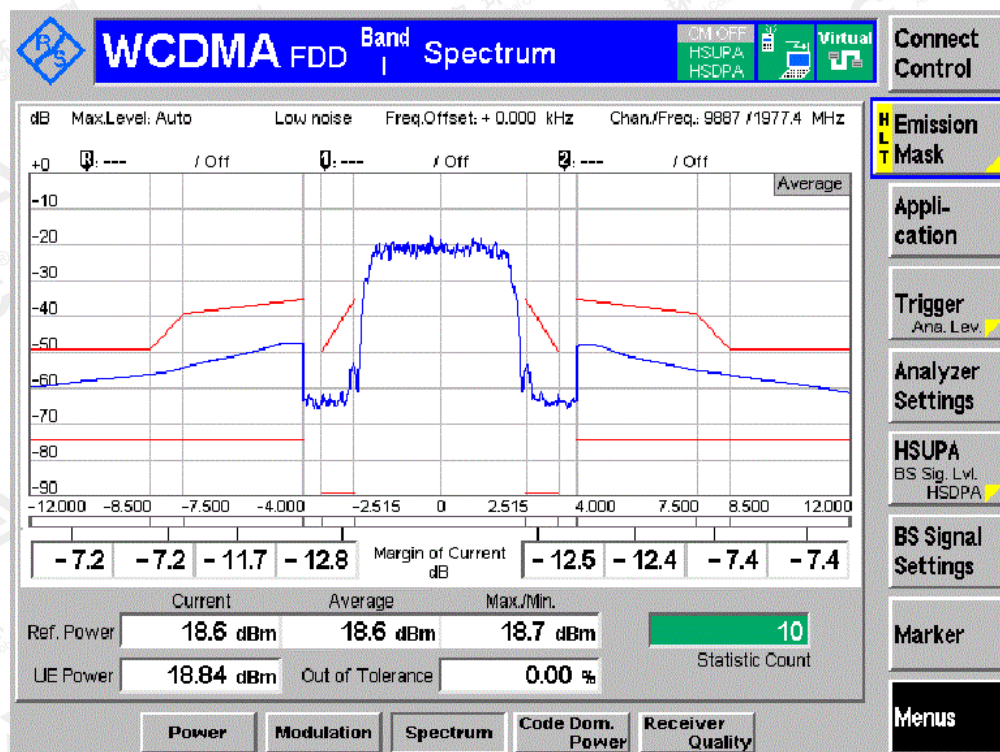 R&S
WCDMA FDD Band I Spectrum
CM OFF
HSUPA
HSDPA
Virtual
Connect Control
dB Max.Level: Auto Low noise Freq.Offset: + 0.000 kHz Chan./Freq.: 9887 / 1977.4 MHz
R: --- / Off 1: --- / Off 2: --- / Off
Average
+0
-10
-20
-30
-40
-50
-60
-70
-80
-90
-12.000 -8.500 -7.500 -4.000 -2.515 0 2.515 4.000 7.500 8.500 12.000
-7.2 -7.2 -11.7 -12.8 Margin of Current dB -12.5 -12.4 -7.4 -7.4
Current Average Max./Min.
Ref. Power 18.6 dBm 18.6 dBm 18.7 dBm 10
Statistic Count
UE Power 18.84 dBm Out of Tolerance 0.00 %
HLT
Emission Mask
Appli-
cation
Trigger
Ana. Lev.
Analyzer
Settings
HSUPA
BS Sig. Lvl.
HSDPA
BS Signal
Settings
Marker
Menus
Power Modulation Spectrum Code Dom. Power Receiver Quality